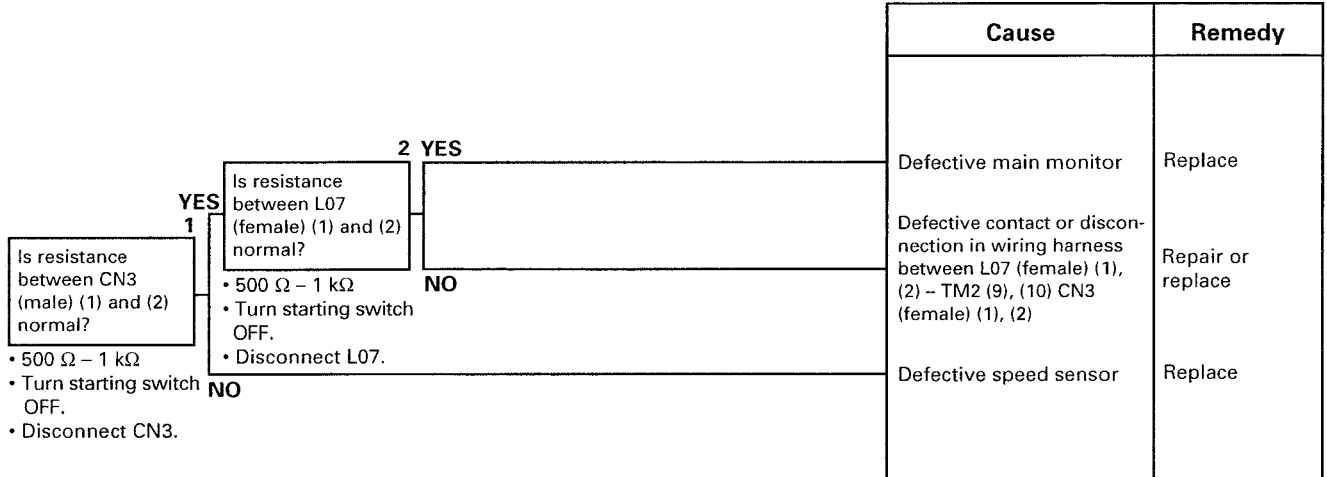 Cause
Remedy
2 YES
Is resistance
between L07
(female) (1) and (2)
normal?
YES
1
Is resistance
between CN3
(male) (1) and (2)
normal?
• 500 Ω – 1 kΩ
• Turn starting switch
OFF.
• Disconnect L07.
NO
• 500 Ω – 1 kΩ
• Turn starting switch
OFF.
• Disconnect CN3.
NO
Defective main monitor
Replace
Defective contact or discon-
nection in wiring harness
between L07 (female) (1),
(2) – TM2 (9), (10) CN3
(female) (1), (2)
Repair or
replace
Defective speed sensor
Replace